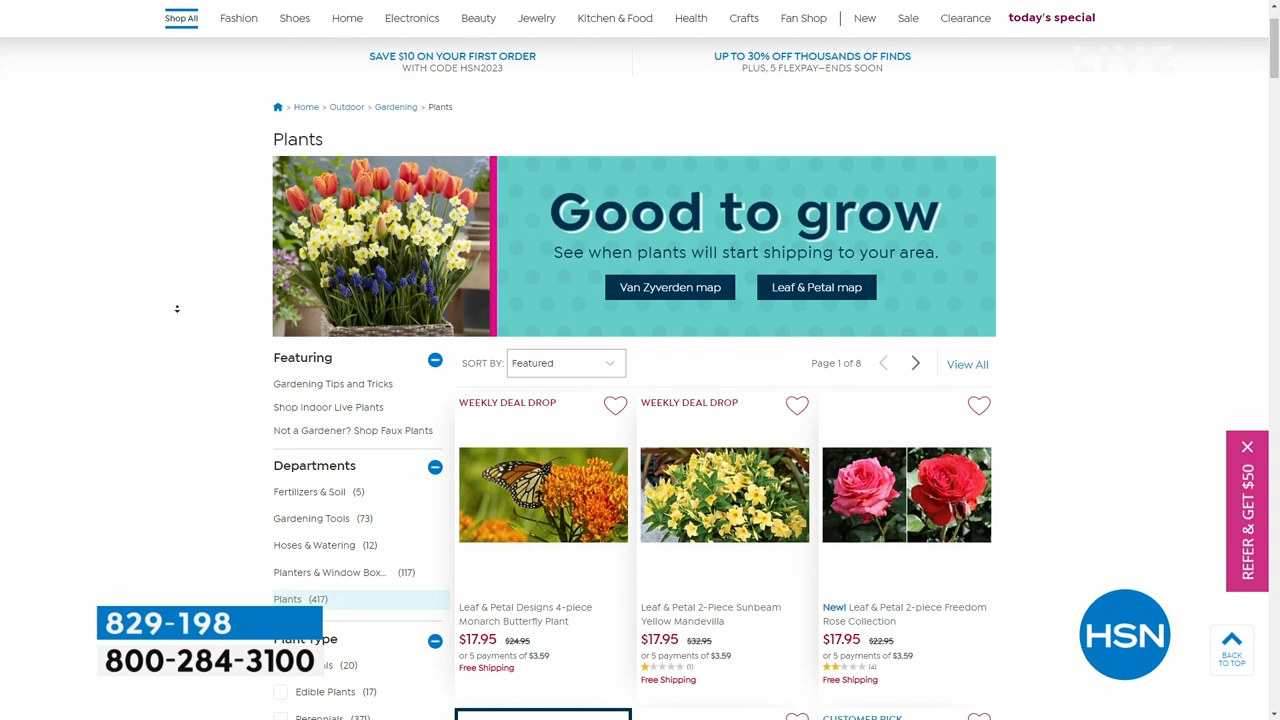 Shop All Fashion Shoes Home Electronics Beauty Jewelry Kitchen & Food Health Crafts Fan Shop New Sale Clearance today's special
SAVE $10 ON YOUR FIRST ORDER
WITH CODE HSN2023
UP TO 30% OFF THOUSANDS OF FINDS
PLUS, 5 FLEXPAY—ENDS SOON
LIVE
> Home > Outdoor > Gardening > Plants
Plants
Good to grow
See when plants will start shipping to your area.
Van Zyverden map
Leaf & Petal map
Featuring
Gardening Tips and Tricks
Shop Indoor Live Plants
Not a Gardener? Shop Faux Plants
Departments
Fertilizers & Soil (5)
Gardening Tools (73)
Hoses & Watering (12)
Planters & Window Box... (117)
Plants (417)
Plant Type
(20)
Edible Plants (17)
Perennials (371)
SORT BY: Featured
Page 1 of 8
View All
WEEKLY DEAL DROP
Leaf & Petal Designs 4-piece
Monarch Butterfly Plant
$17.95 $24.95
or 5 payments of $3.59
Free Shipping
WEEKLY DEAL DROP
Leaf & Petal 2-Piece Sunbeam
Yellow Mandevilla
$17.95 $32.95
or 5 payments of $3.59
(1)
Free Shipping
New! Leaf & Petal 2-piece Freedom
Rose Collection
$17.95 $22.95
or 5 payments of $3.59
(4)
Free Shipping
CUSTOMER PICK
REFER & GET $50
BACK
TO TOP
HSN
829-198
800-284-3100